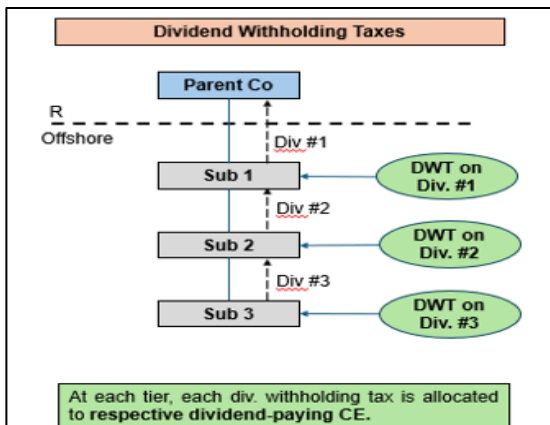 Dividend Withholding Taxes
Parent Co
R
Offshore
Div #1
Sub 1
DWT on
Div. #1
Div #2
Sub 2
DWT on
Div. #2
Div #3
Sub 3
DWT on
Div. #3
At each tier, each div. withholding tax is allocated
to respective dividend-paying CE.